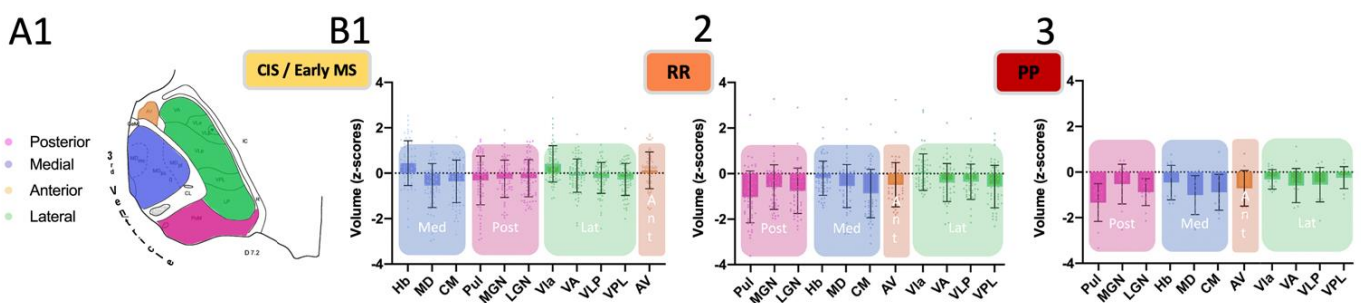 A1
B1
2
3
CIS / Early MS
RR
PP
Posterior
Medial
Anterior
Lateral
3rd Ventricle
IC
CL
D 7.2
Volume (z-scores)
4
2
0
-2
-4
Med
Post
Lat
Ant
Hb
MD
CM
Pul
MGN
LGN
Vla
VA
VLP
VPL
AV
Volume (z-scores)
4
2
0
-2
-4
Post
Med
Ant
Lat
Pul
MGN
LGN
Hb
MD
CM
AV
Vla
VA
VLP
VPL
Volume (z-scores)
4
2
0
-2
-4
Post
Med
Ant
Lat
Pul
MGN
LGN
Hb
MD
CM
AV
Vla
VA
VLP
VPL